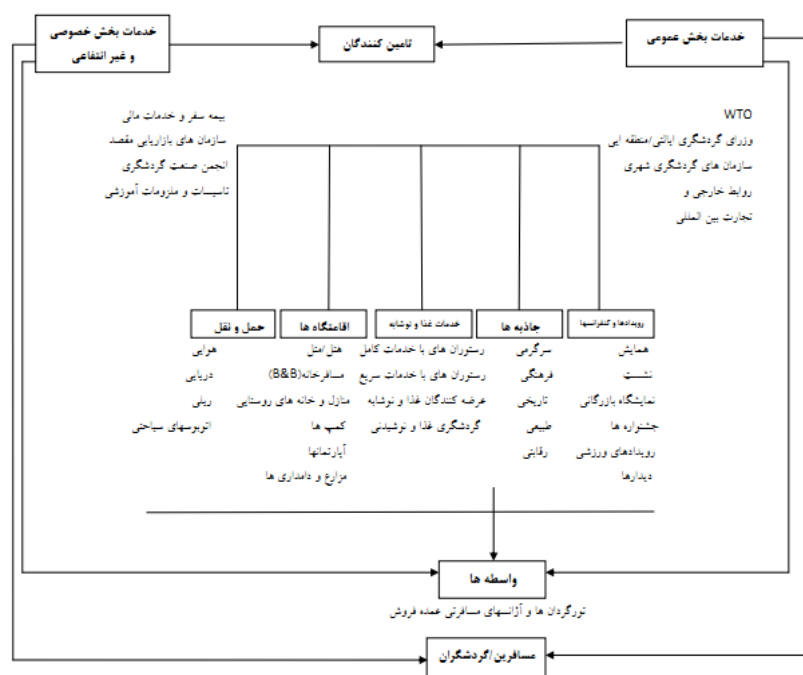 خدمات بخش عمومی
تامین کنندگان
خدمات بخش خصوصی
و غیر انتفاعی
WTO
وزرای گردشگری ایالتی/منطقه ایی
سازمان های گردشگری شهری
روابط خارجی و
تجارت بین المللی
بیمه سفر و خدمات مالی
سازمان های بازاریابی مقصد
انجمن صنعت گردشگری
تاسیسات و ملزومات آموزشی
رویدادها و کنفرانسها
همایش
نشست
نمایشگاه بازرگانی
جشنواره ها
رویدادهای ورزشی
دیدارها
جاذبه ها
سرگرمی
فرهنگی
تاریخی
طبیعی
رقابتی
خدمات غذا و نوشابه
رستوران های با خدمات کامل
رستوران های با خدمات سریع
عرضه کنندگان غذا و نوشابه
گردشگری غذا و نوشیدنی
اقامتگاه ها
هتل/متل
مسافرخانه(B&B)
منازل و خانه های روستایی
کمپ ها
آپارتمانها
مزارع و دامداری ها
حمل و نقل
هوایی
دریایی
ریلی
اتوبوسهای سیاحتی
واسطه ها
تورگردان ها و آژانسهای مسافرتی عمده فروش
مسافرین/گردشگران